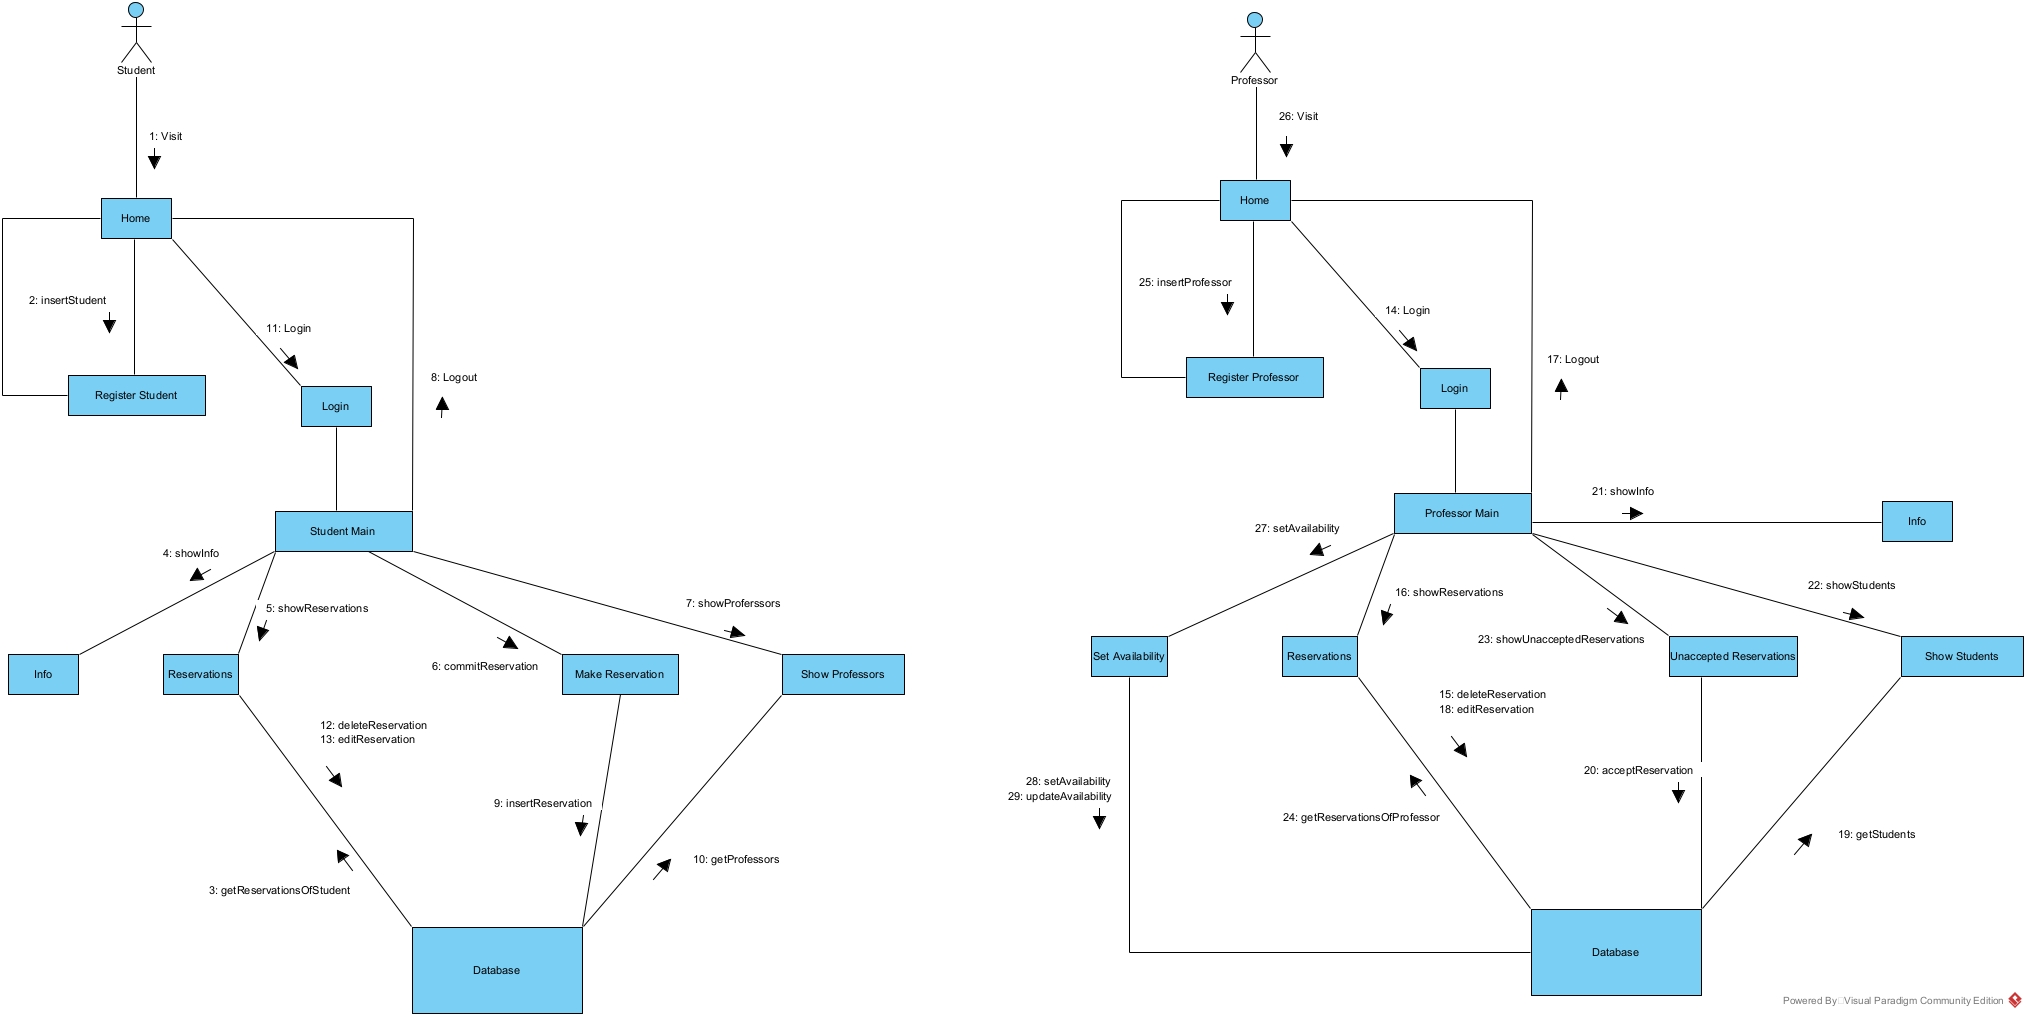 Student
1: Visit
Home
2: insertStudent
11: Login
8: Logout
Register Student
Login
Student Main
4: showInfo
5: showReservations
7: showProferssors
6: commitReservation
Info
Reservations
Make Reservation
Show Professors
12: deleteReservation
13: editReservation
9: insertReservation
10: getProfessors
3: getReservationsOfStudent
Database
Professor
26: Visit
Home
25: insertProfessor
14: Login
17: Logout
Register Professor
Login
21: showInfo
Professor Main
Info
27: setAvailability
16: showReservations
22: showStudents
23: showUnacceptedReservations
Set Availability
Reservations
Unaccepted Reservations
Show Students
15: deleteReservation
18: editReservation
28: setAvailability
29: updateAvailability
20: acceptReservation
24: getReservationsOfProfessor
19: getStudents
Database
Powered By Visual Paradigm Community Edition